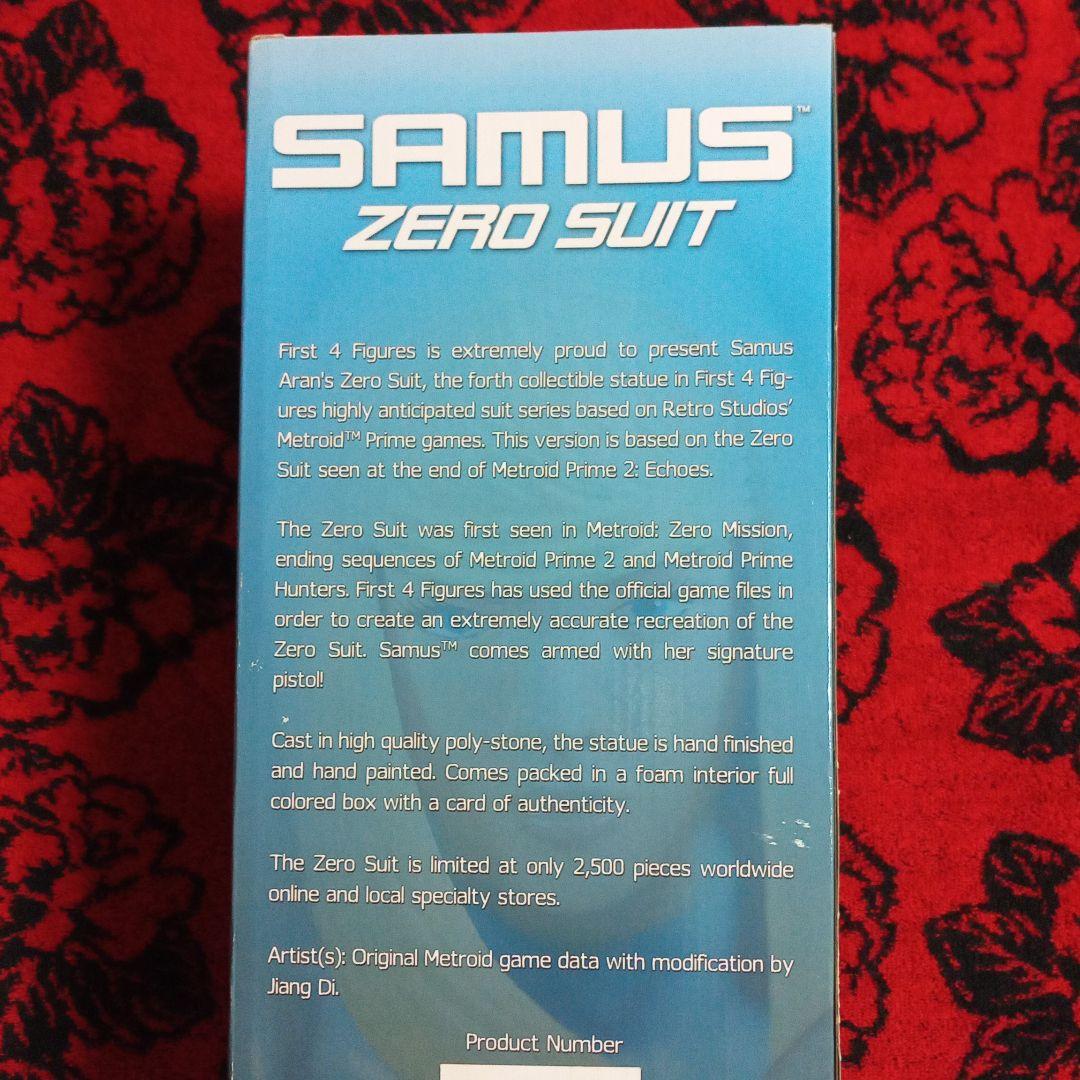 SAMUS™
ZERO SUIT
First 4 Figures is extremely proud to present Samus
Aran's Zero Suit, the forth collectible statue in First 4 Fig-
ures highly anticipated suit series based on Retro Studios’
Metroid™ Prime games. This version is based on the Zero
Suit seen at the end of Metroid Prime 2: Echoes.
The Zero Suit was first seen in Metroid: Zero Mission,
ending sequences of Metroid Prime 2 and Metroid Prime
Hunters. First 4 Figures has used the official game files in
order to create an extremely accurate recreation of the
Zero Suit. Samus™ comes armed with her signature
pistol!
Cast in high quality poly-stone, the statue is hand finished
and hand painted. Comes packed in a foam interior full
colored box with a card of authenticity.
The Zero Suit is limited at only 2,500 pieces worldwide
online and local specialty stores.
Artist(s): Original Metroid game data with modification by
Jiang Di.
Product Number